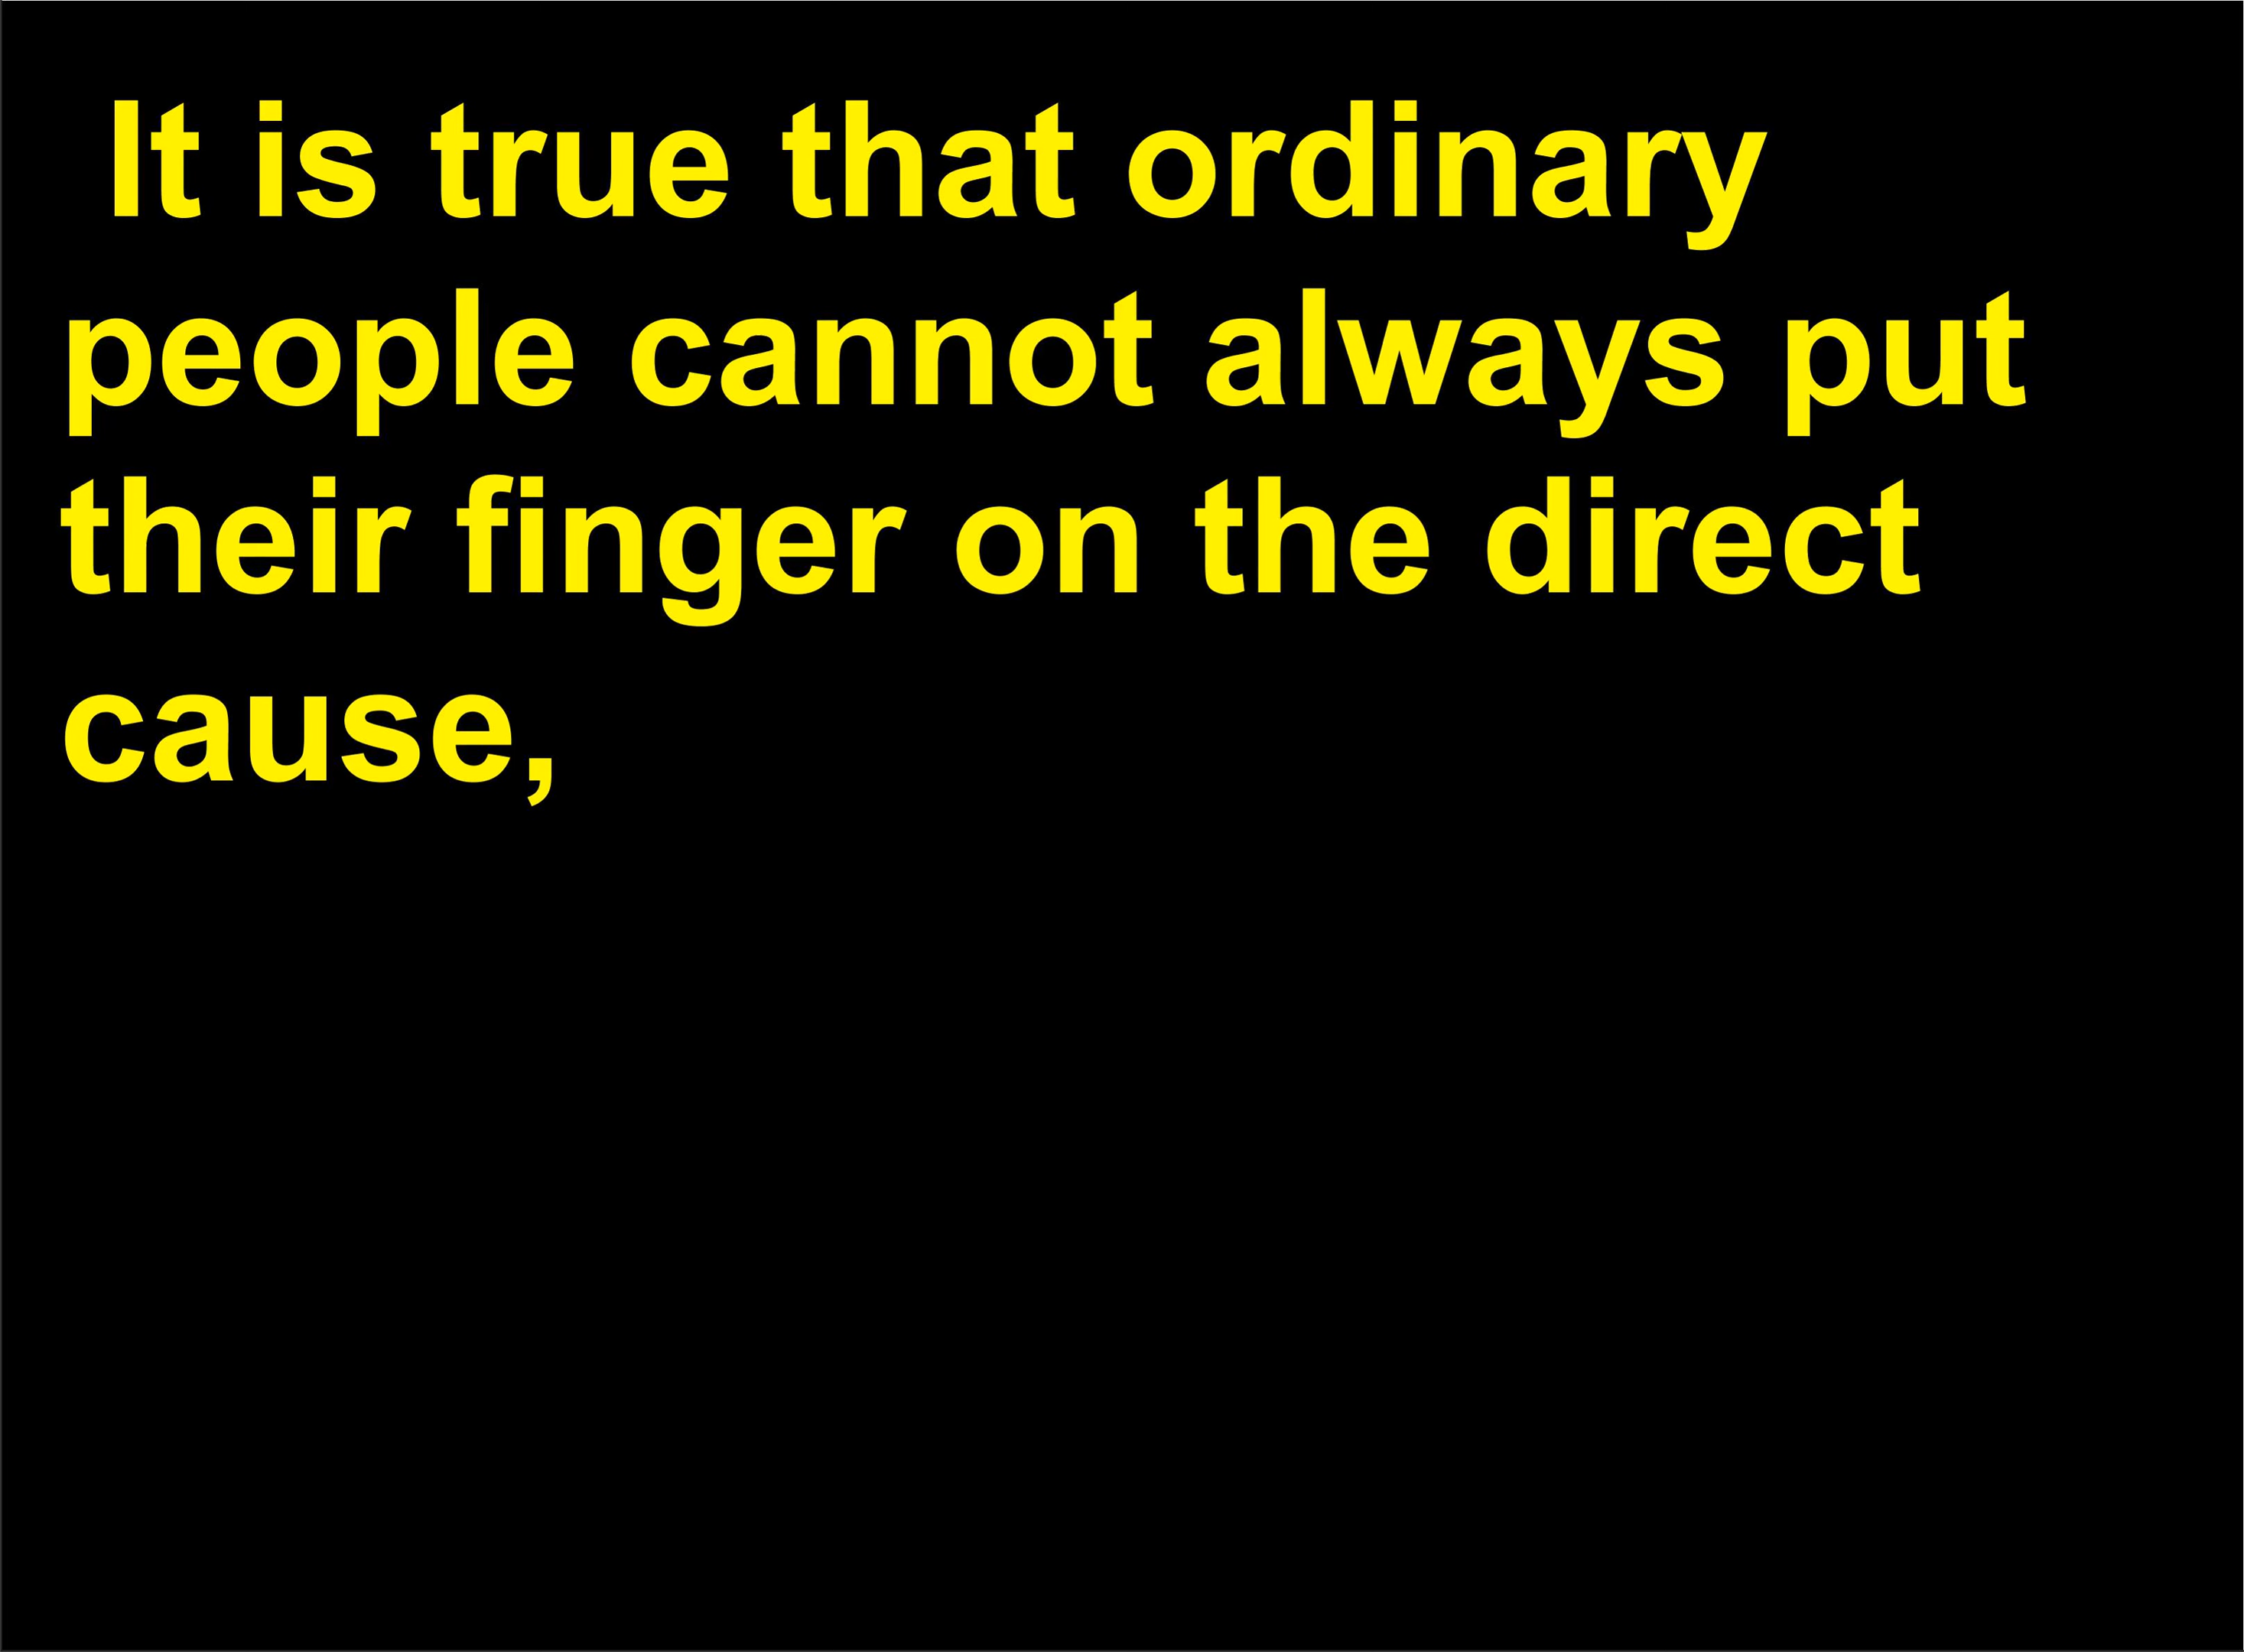 It is true that ordinary
people cannot always put
their finger on the direct
cause,